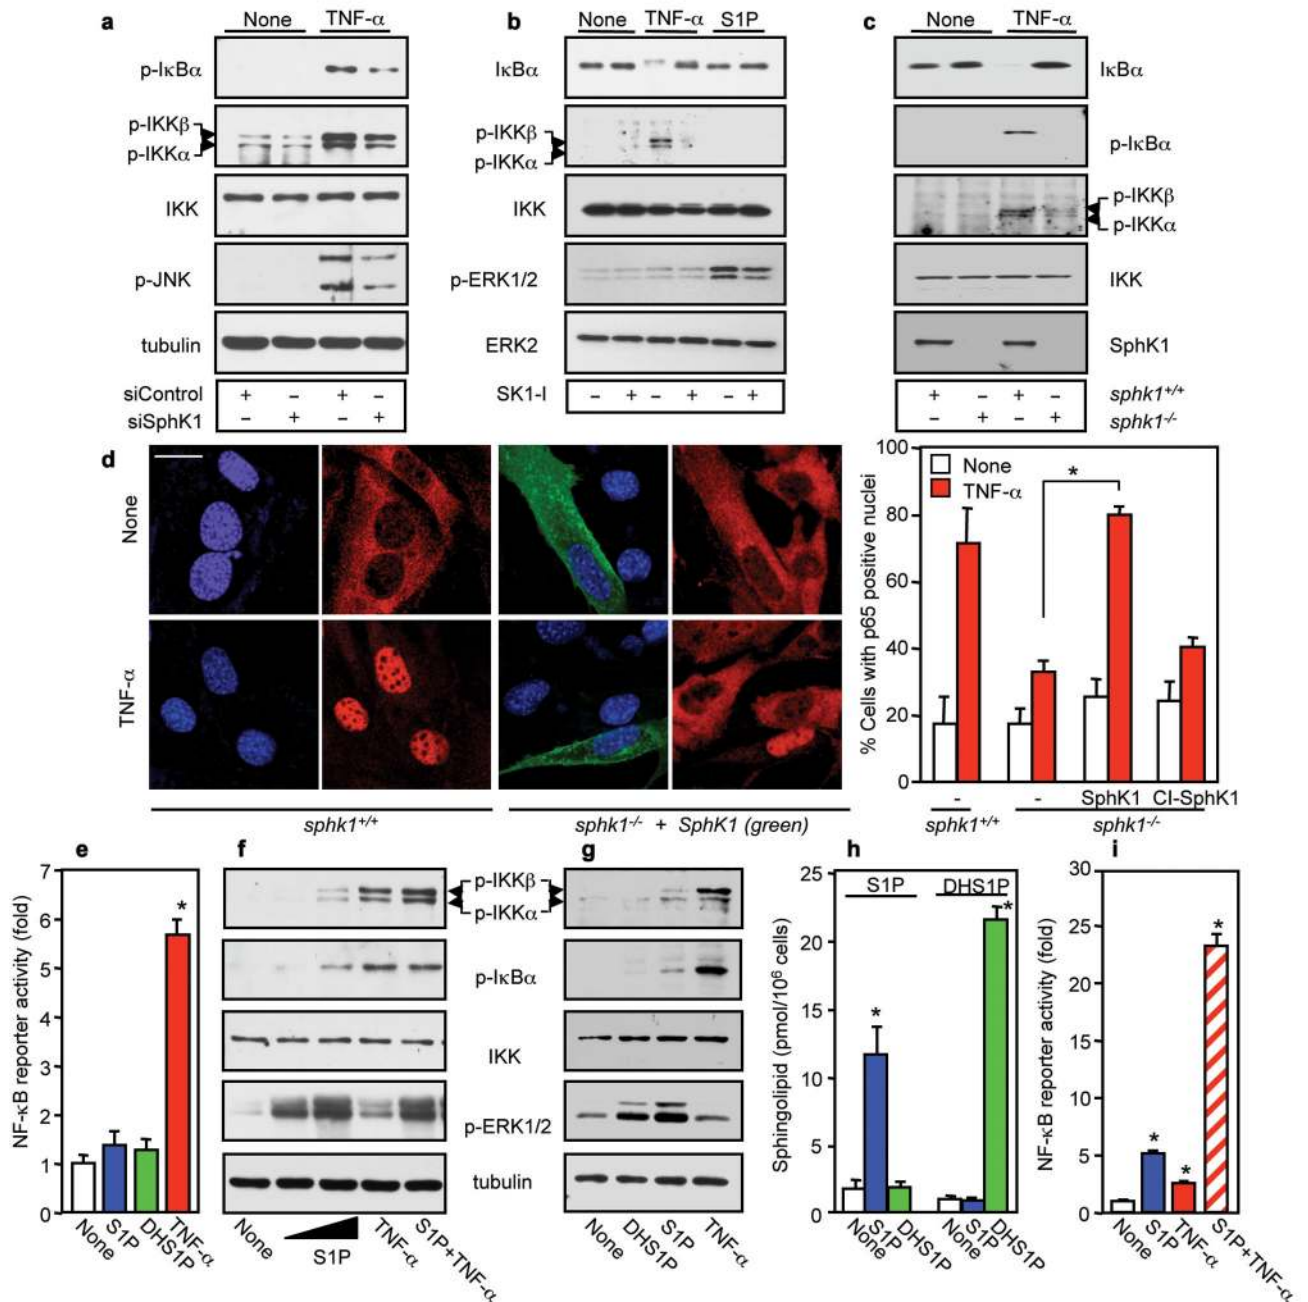 a
None TNF-α
p-IκBα
p-IKKβ
p-IKKα
IKK
p-JNK
tubulin
siControl + - + -
siSphK1 - + - +
b
None TNF-α S1P
IκBα
p-IKKβ
p-IKKα
IKK
p-ERK1/2
ERK2
SK1-I - + - + - +
c
None TNF-α
IκBα
p-IκBα
p-IKKβ
p-IKKα
IKK
SphK1
+ - + - sphk1+/+
- + - + sphk1-/-
d
None
TNF-α
sphk1+/+
sphk1-/- + SphK1 (green)
% Cells with p65 positive nuclei
100
80
60
40
20
0
None
TNF-α
*
- - SphK1 CI-SphK1
sphk1+/+ sphk1-/-
e
NF-κB reporter activity (fold)
7
6
5
4
3
2
1
0
*
None S1P DHS1P TNF-α
f
p-IKKβ
p-IKKα
p-IκBα
IKK
p-ERK1/2
tubulin
None S1P TNF-α S1P+TNF-α
g
None DHS1P S1P TNF-α
h
Sphingolipid (pmol/10⁶ cells)
25
20
15
10
5
0
S1P DHS1P
* *
None S1P DHS1P None S1P DHS1P
i
NF-κB reporter activity (fold)
30
25
20
15
10
5
0
* * *
None S1P TNF-α S1P+TNF-α